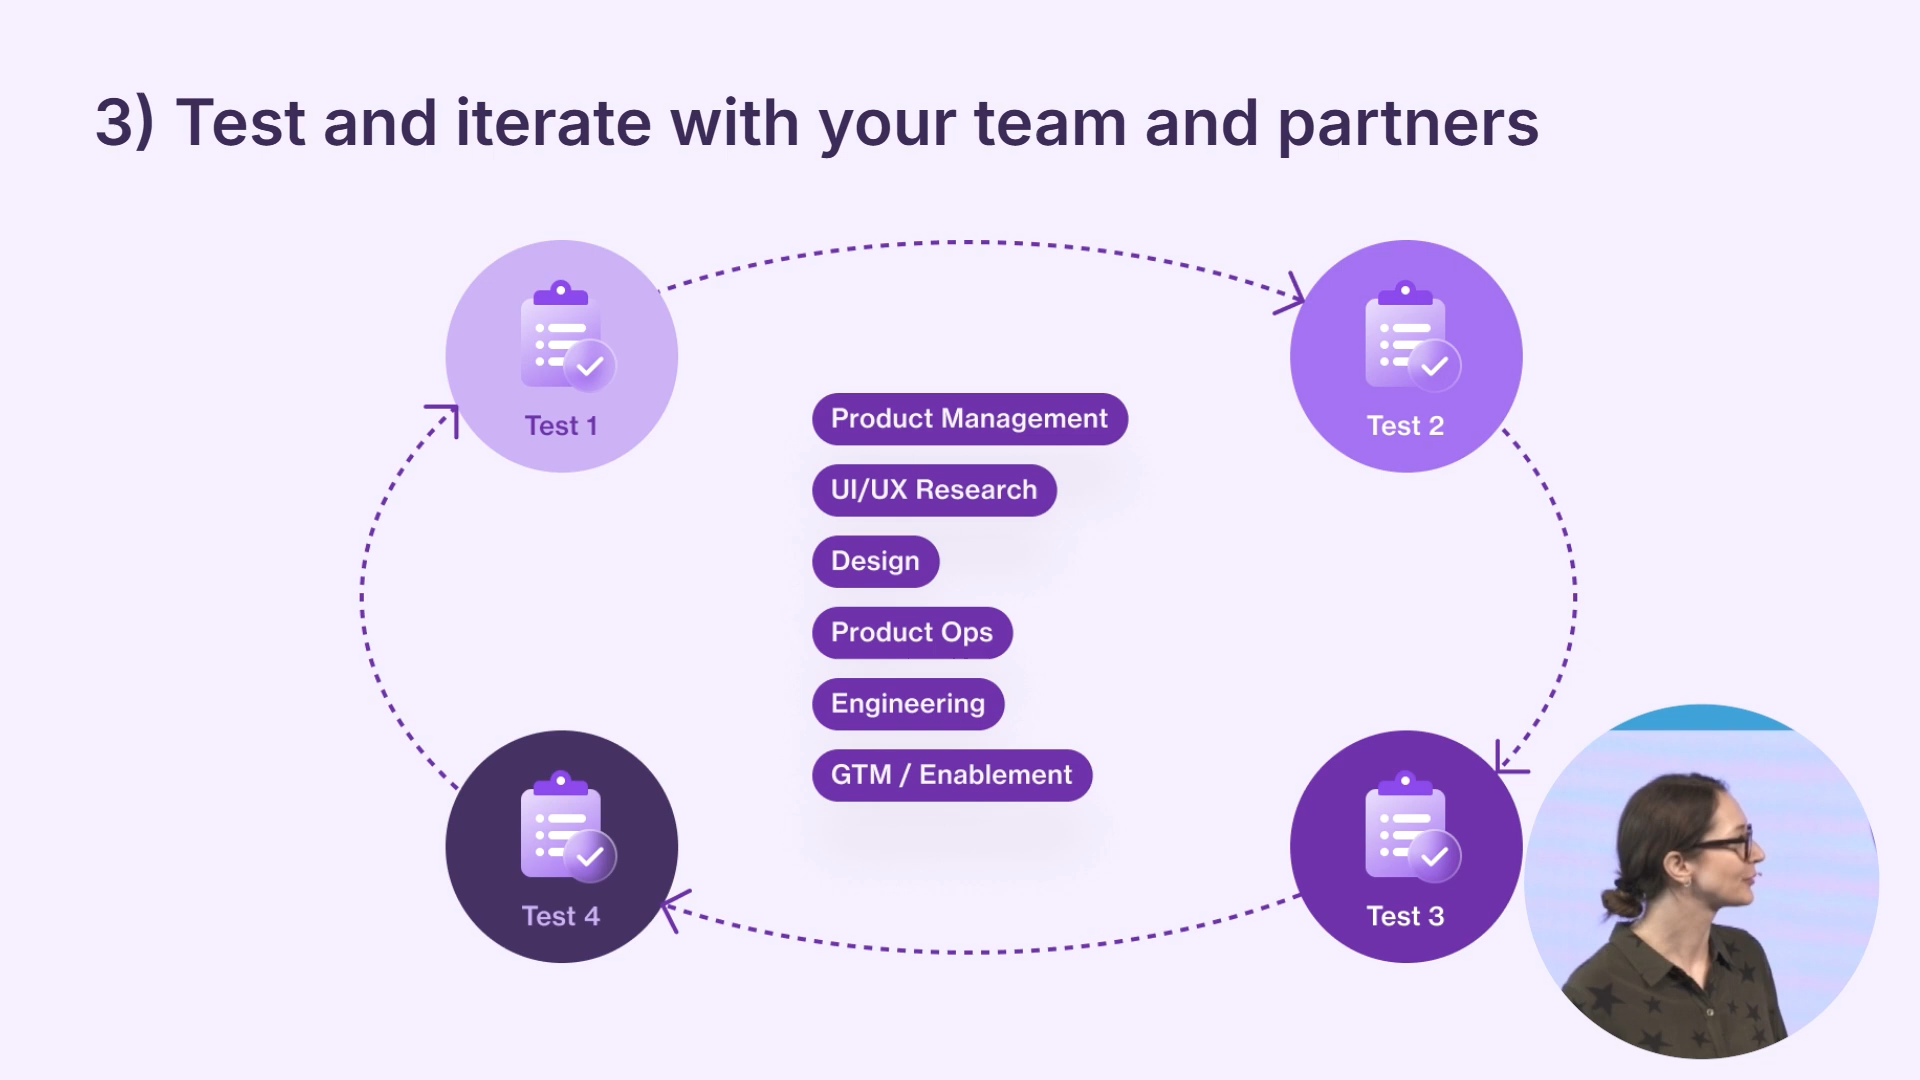 3) Test and iterate with your team and partners
Test 1
Test 2
Product Management
UI/UX Research
Design
Product Ops
Engineering
GTM / Enablement
Test 4
Test 3